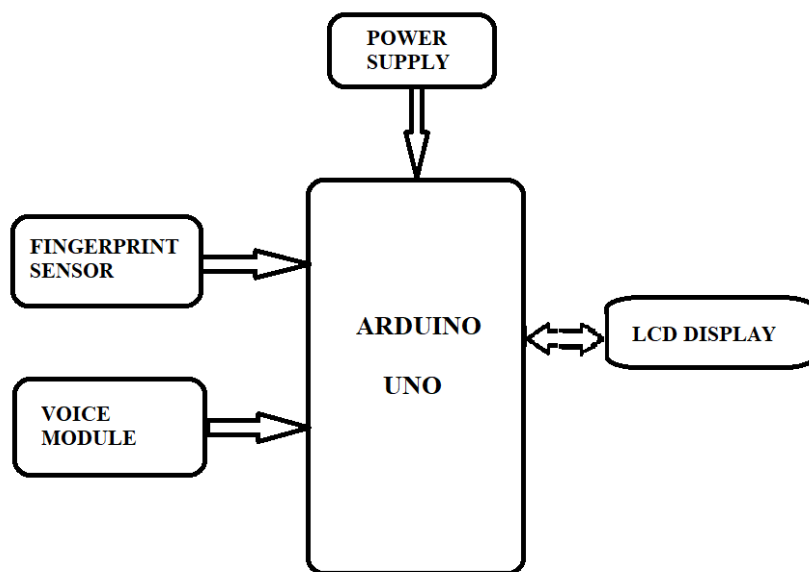 POWER
SUPPLY
FINGERPRINT
SENSOR
ARDUINO
UNO
LCD DISPLAY
VOICE
MODULE